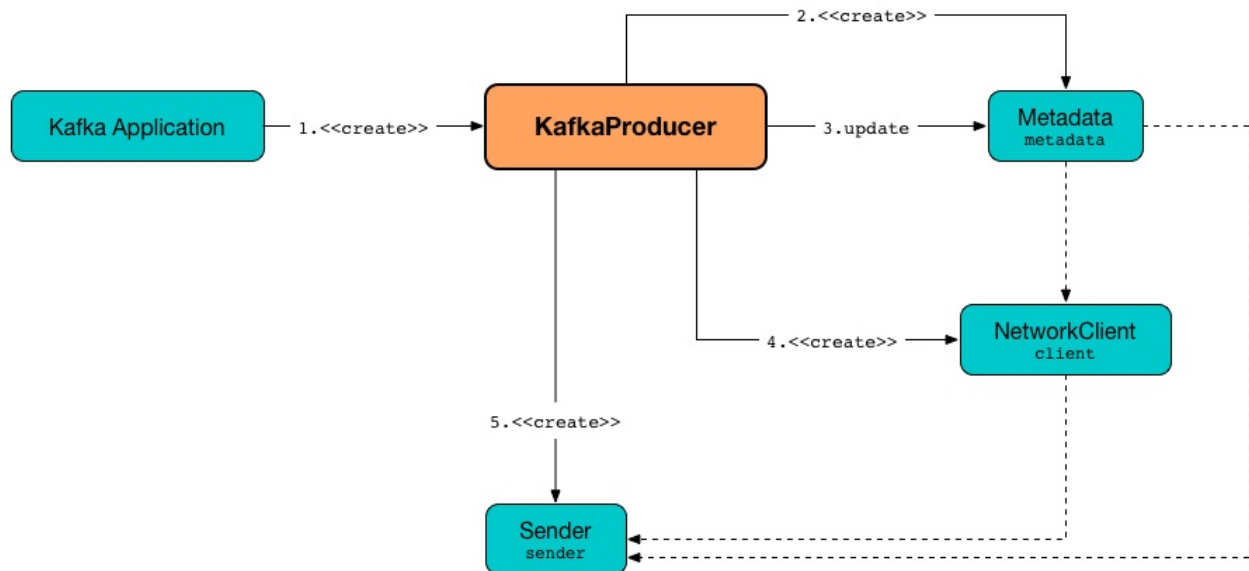 2.<<create>>
Kafka Application
1.<<create>>
KafkaProducer
3.update
Metadata
metadata
NetworkClient
client
4.<<create>>
5.<<create>>
Sender
sender